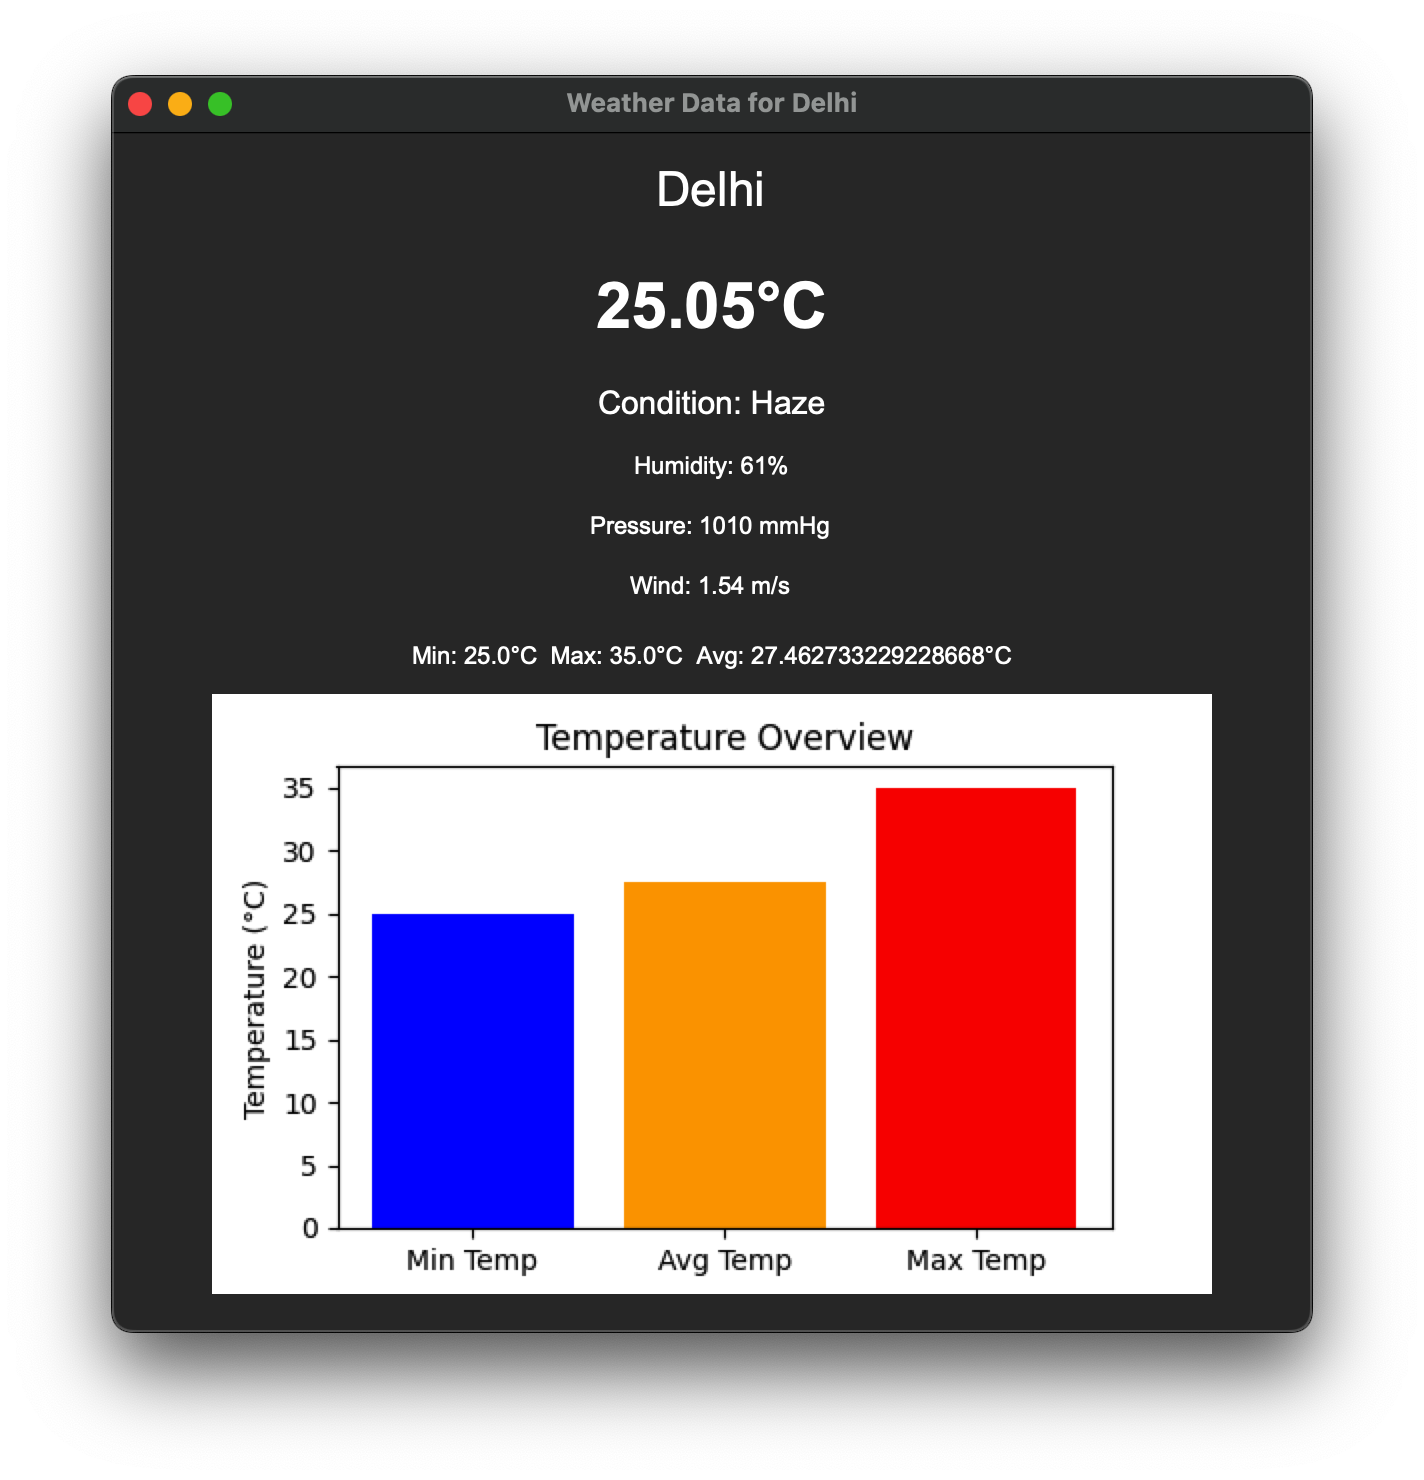 Weather Data for Delhi
Delhi
25.05°C
Condition: Haze
Humidity: 61%
Pressure: 1010 mmHg
Wind: 1.54 m/s
Min: 25.0°C  Max: 35.0°C  Avg: 27.462733229228668°C
Temperature Overview
Temperature (°C)
35
30
25
20
15
10
5
0
Min Temp Avg Temp Max Temp